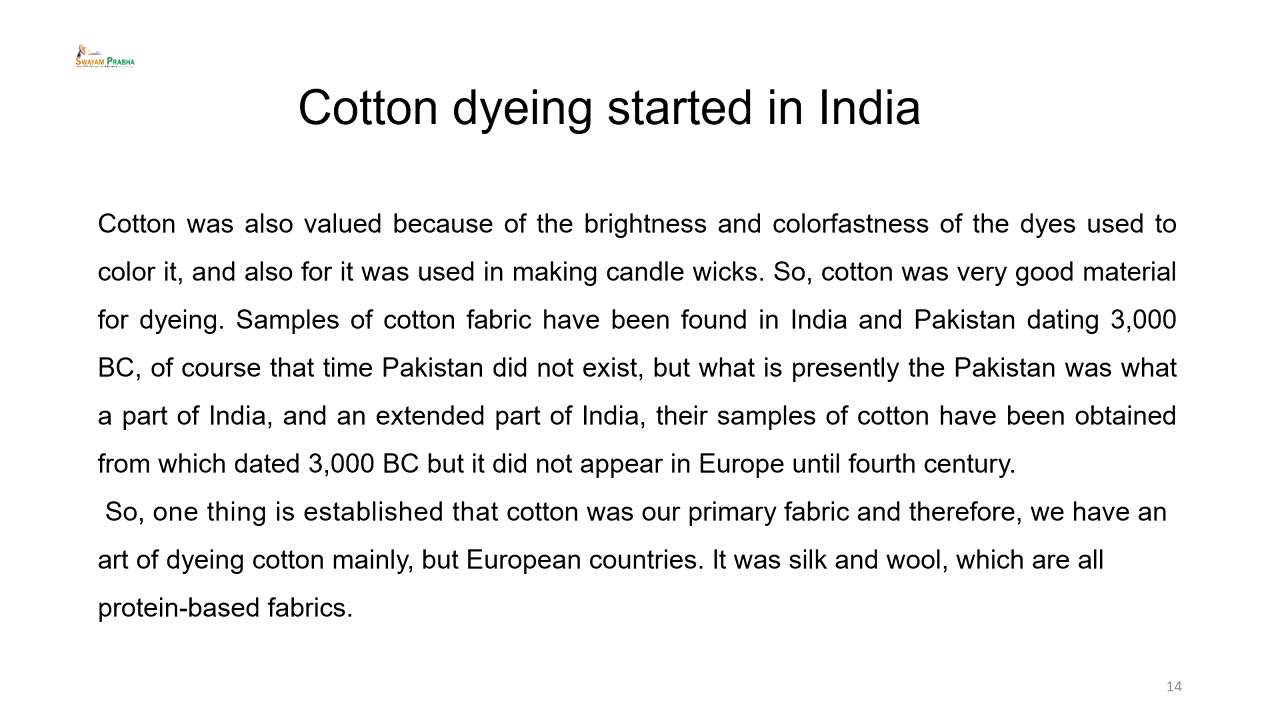 SWAYAM PRABHA
Cotton dyeing started in India
Cotton was also valued because of the brightness and colorfastness of the dyes used to
color it, and also for it was used in making candle wicks. So, cotton was very good material
for dyeing. Samples of cotton fabric have been found in India and Pakistan dating 3,000
BC, of course that time Pakistan did not exist, but what is presently the Pakistan was what
a part of India, and an extended part of India, their samples of cotton have been obtained
from which dated 3,000 BC but it did not appear in Europe until fourth century.
So, one thing is established that cotton was our primary fabric and therefore, we have an
art of dyeing cotton mainly, but European countries. It was silk and wool, which are all
protein-based fabrics.
14